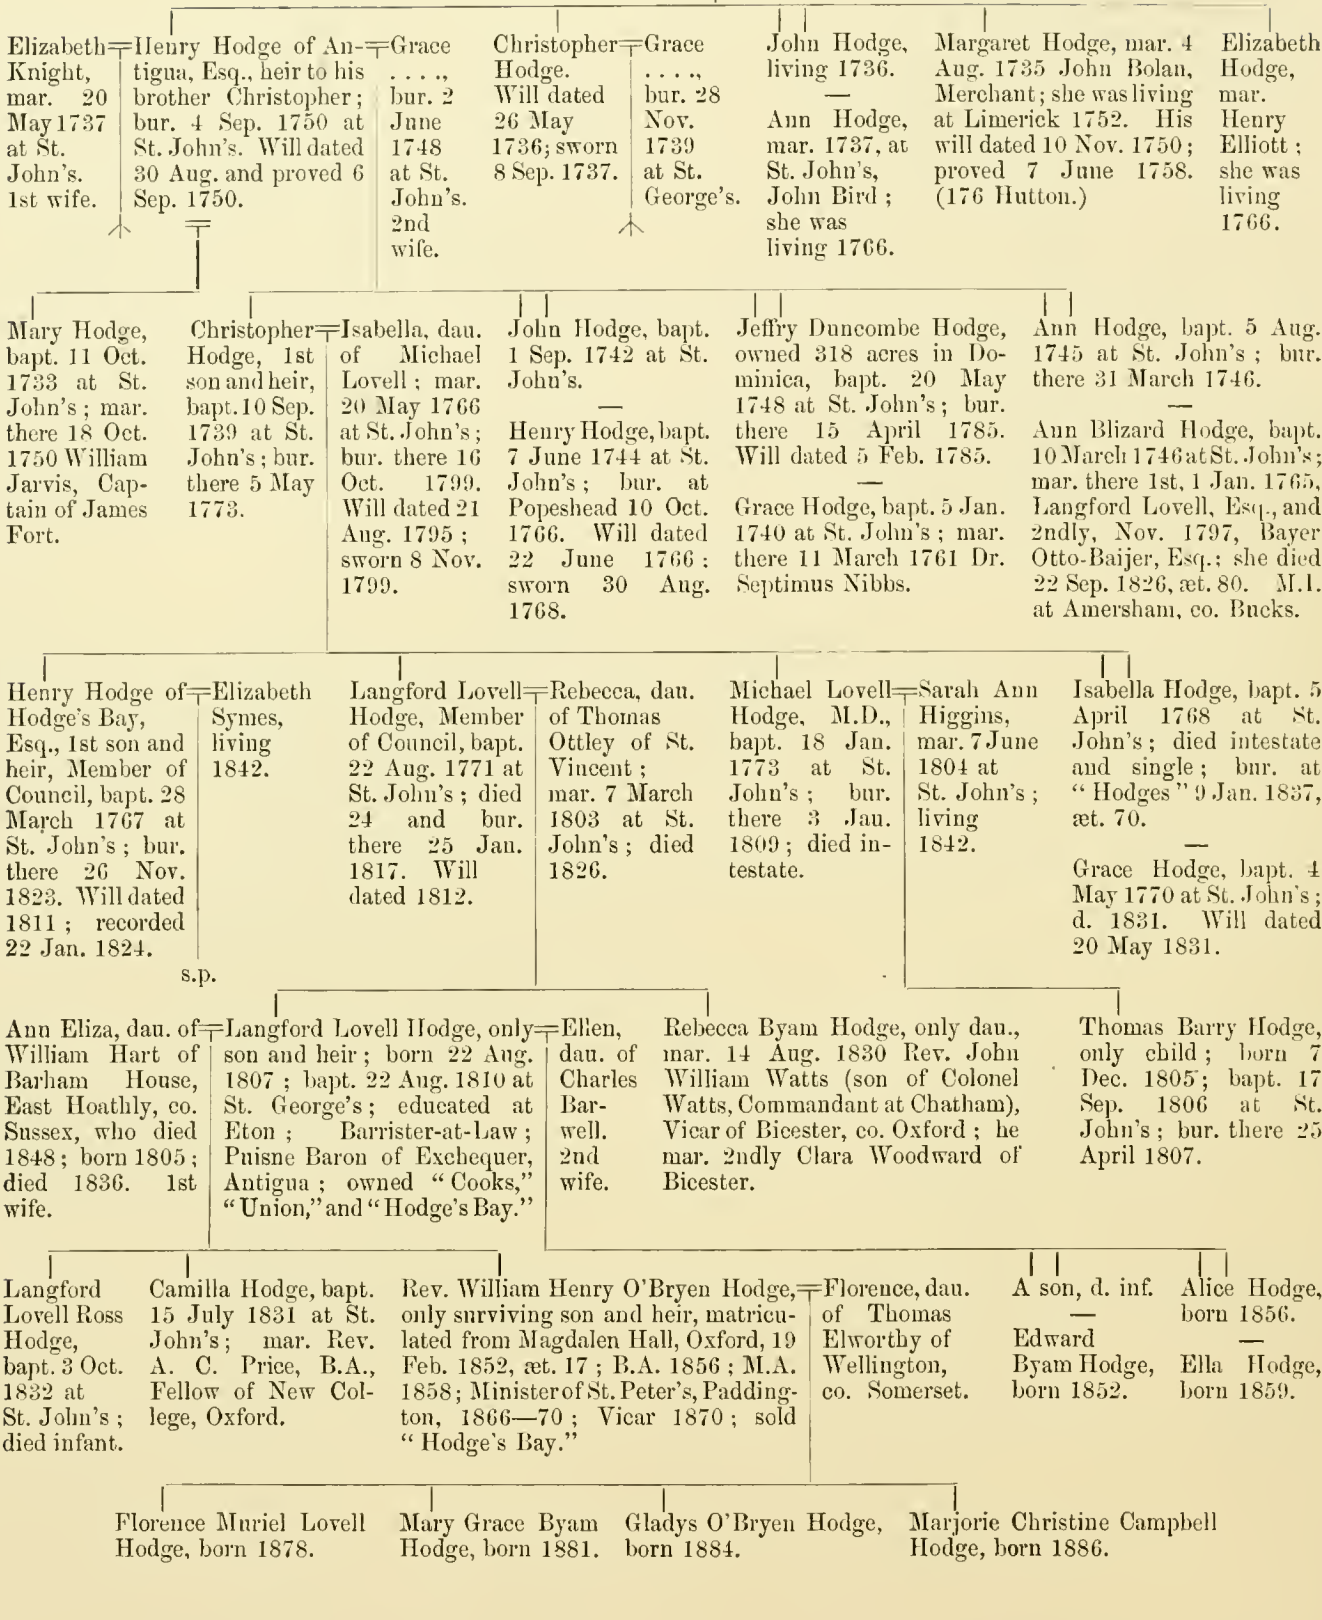 Elizabeth
Knight,
mar. 20
May 1737
at St.
John's.
1st wife.
Henry Hodge of An-
tigua, Esq., heir to his
brother Christopher;
bur. 4 Sep. 1750 at
St. John's. Will dated
30 Aug. and proved 6
Sep. 1750.
Grace
. . . .,
bur. 2
June
1748
at St.
John's.
2nd
wife.
Christopher
Hodge.
Will dated
26 May
1736; sworn
8 Sep. 1737.
Grace
. . . .,
bur. 28
Nov.
1739
at St.
George's.
John Hodge,
living 1736.
—
Ann Hodge,
mar. 1737, at
St. John's,
John Bird;
she was
living 1766.
Margaret Hodge, mar. 4
Aug. 1735 John Bolan,
Merchant; she was living
at Limerick 1752. His
will dated 10 Nov. 1750;
proved 7 June 1758.
(176 Hutton.)
Elizabeth
Hodge,
mar.
Henry
Elliott;
she was
living
1766.
Mary Hodge,
bapt. 11 Oct.
1733 at St.
John's; mar.
there 18 Oct.
1750 William
Jarvis, Cap-
tain of James
Fort.
Christopher
Hodge, 1st
son and heir,
bapt. 10 Sep.
1739 at St.
John's; bur.
there 5 May
1773.
Isabella, dau.
of Michael
Lovell; mar.
20 May 1766
at St. John's;
bur. there 16
Oct. 1799.
Will dated 21
Aug. 1795;
sworn 8 Nov.
1799.
John Hodge, bapt.
1 Sep. 1742 at St.
John's.
—
Henry Hodge, bapt.
7 June 1744 at St.
John's; bur. at
Popeshead 10 Oct.
1766. Will dated
22 June 1766:
sworn 30 Aug.
1768.
Jeffry Duncombe Hodge,
owned 318 acres in Do-
minica, bapt. 20 May
1748 at St. John's; bur.
there 15 April 1785.
Will dated 5 Feb. 1785.
—
Grace Hodge, bapt. 5 Jan.
1740 at St. John's; mar.
there 11 March 1761 Dr.
Septimus Nibbs.
Ann Hodge, bapt. 5 Aug.
1745 at St. John's; bur.
there 31 March 1746.
—
Ann Blizard Hodge, bapt.
10 March 1746 at St. John's;
mar. there 1st, 1 Jan. 1765,
Langford Lovell, Esq., and
2ndly, Nov. 1797, Bayer
Otto-Baijer, Esq.; she died
22 Sep. 1826, æt. 80. M.I.
at Amersham, co. Bucks.
Henry Hodge of
Hodge's Bay,
Esq., 1st son and
heir, Member of
Council, bapt. 28
March 1767 at
St. John's; bur.
there 26 Nov.
1823. Will dated
1811; recorded
22 Jan. 1824.
Elizabeth
Symes,
living
1842.
s.p.
Langford Lovell
Hodge, Member
of Council, bapt.
22 Aug. 1771 at
St. John's; died
24 and bur.
there 25 Jan.
1817. Will
dated 1812.
Rebecca, dau.
of Thomas
Ottley of St.
Vincent;
mar. 7 March
1803 at St.
John's; died
1826.
Michael Lovell
Hodge, M.D.,
bapt. 18 Jan.
1773 at St.
John's; bur.
there 3 Jan.
1809; died in-
testate.
Sarah Ann
Higgins,
mar. 7 June
1804 at
St. John's;
living
1842.
Isabella Hodge, bapt. 5
April 1768 at St.
John's; died intestate
and single; bur. at
"Hodges" 9 Jan. 1837,
æt. 70.
—
Grace Hodge, bapt. 4
May 1770 at St. John's;
d. 1831. Will dated
20 May 1831.
Ann Eliza, dau. of
William Hart of
Barham House,
East Hoathly, co.
Sussex, who died
1848; born 1805;
died 1836. 1st
wife.
Langford Lovell Hodge, only
son and heir; born 22 Aug.
1807; bapt. 22 Aug. 1810 at
St. George's; educated at
Eton; Barrister-at-Law;
Puisne Baron of Exchequer,
Antigua; owned "Cooks,"
"Union," and "Hodge's Bay."
Ellen,
dau. of
Charles
Bar-
well.
2nd
wife.
Rebecca Byam Hodge, only dau.,
mar. 14 Aug. 1830 Rev. John
William Watts (son of Colonel
Watts, Commandant at Chatham),
Vicar of Bicester, co. Oxford; he
mar. 2ndly Clara Woodward of
Bicester.
Thomas Barry Hodge,
only child; born 7
Dec. 1805; bapt. 17
Sep. 1806 at St.
John's; bur. there 25
April 1807.
Langford
Lovell Ross
Hodge,
bapt. 3 Oct.
1832 at
St. John's;
died infant.
Camilla Hodge, bapt.
15 July 1831 at St.
John's; mar. Rev.
A. C. Price, B.A.,
Fellow of New Col-
lege, Oxford.
Rev. William Henry O'Bryen Hodge,
only surviving son and heir, matricu-
lated from Magdalen Hall, Oxford, 19
Feb. 1852, æt. 17; B.A. 1856; M.A.
1858; Minister of St. Peter's, Padding-
ton, 1866—70; Vicar 1870; sold
"Hodge's Bay."
Florence, dau.
of Thomas
Elworthy of
Wellington,
co. Somerset.
A son, d. inf.
—
Edward
Byam Hodge,
born 1852.
Alice Hodge,
born 1856.
—
Ella Hodge,
born 1859.
Florence Muriel Lovell
Hodge, born 1878.
Mary Grace Byam
Hodge, born 1881.
Gladys O'Bryen Hodge,
born 1884.
Marjorie Christine Campbell
Hodge, born 1886.